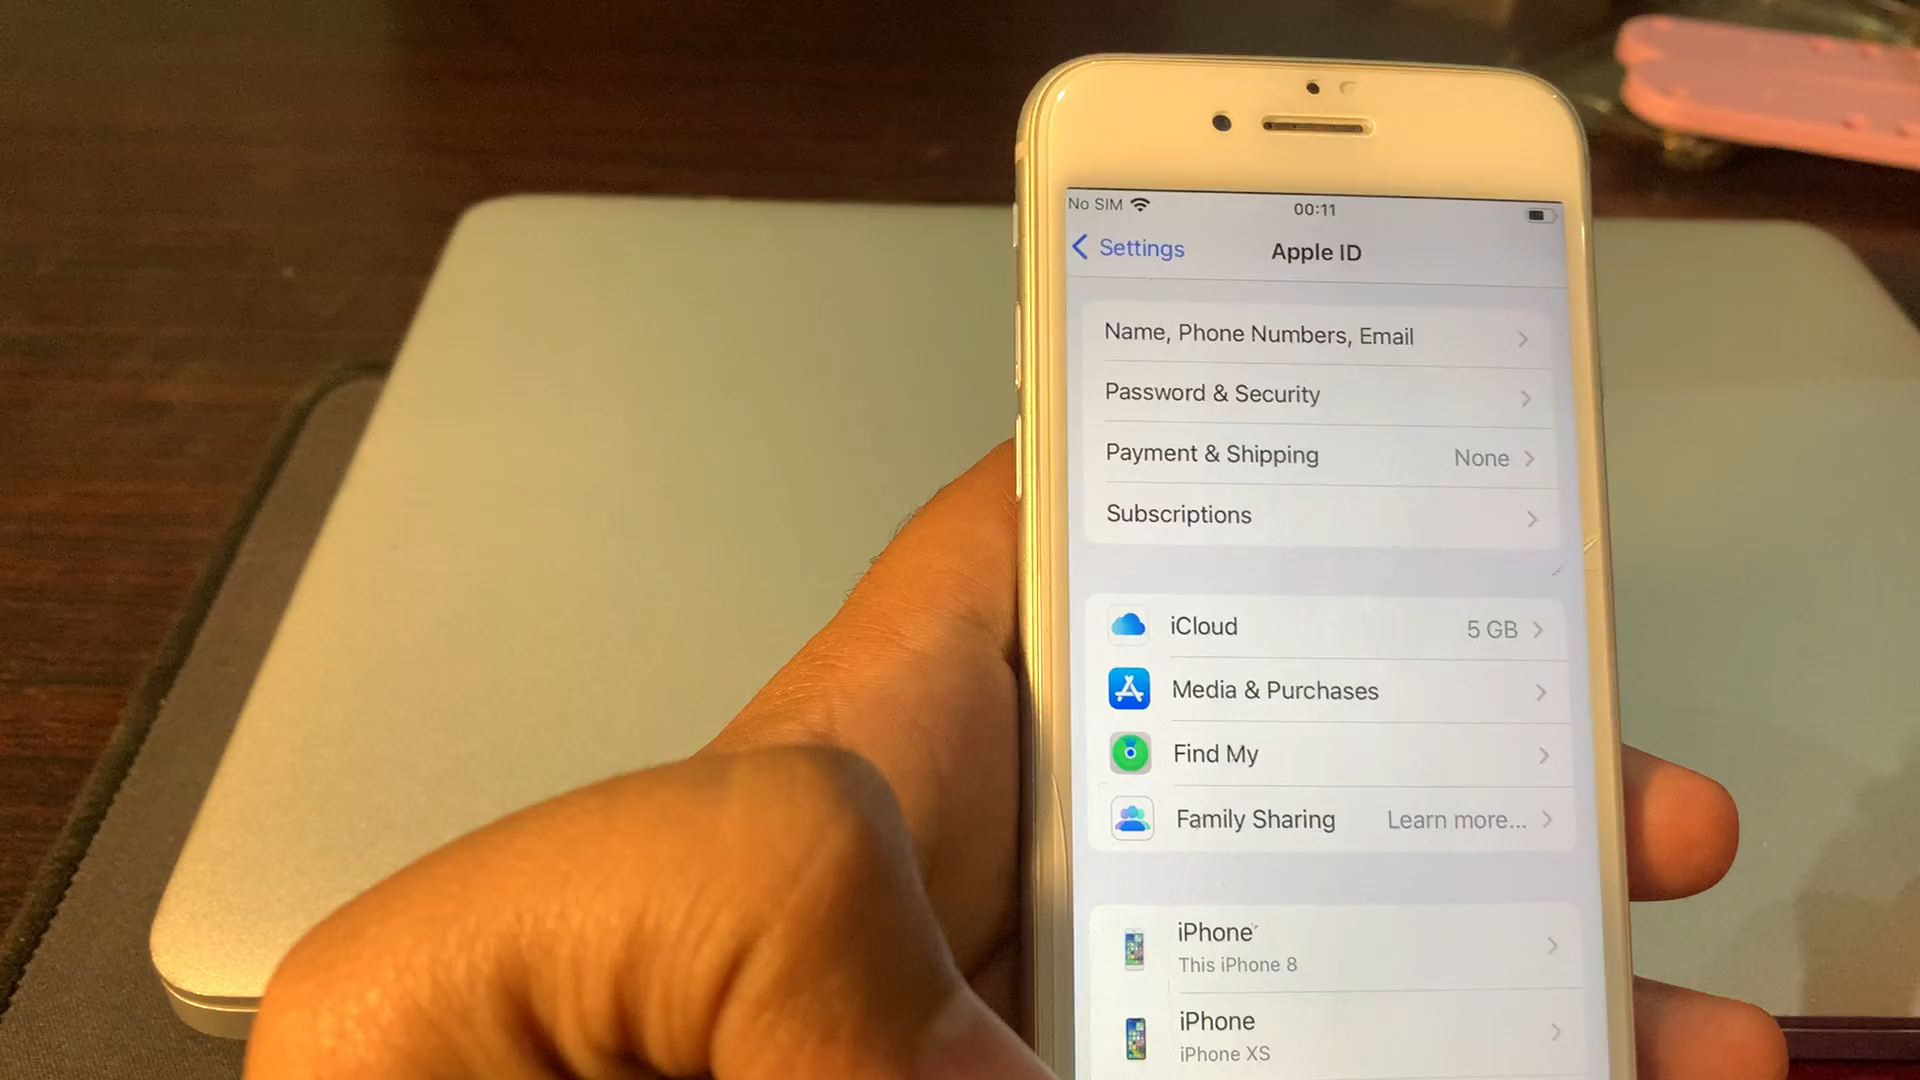 No SIM 00:11
Settings Apple ID
Name, Phone Numbers, Email
Password & Security
Payment & Shipping None
Subscriptions
iCloud 5 GB
Media & Purchases
Find My
Family Sharing Learn more...
iPhone
This iPhone 8
iPhone
iPhone XS